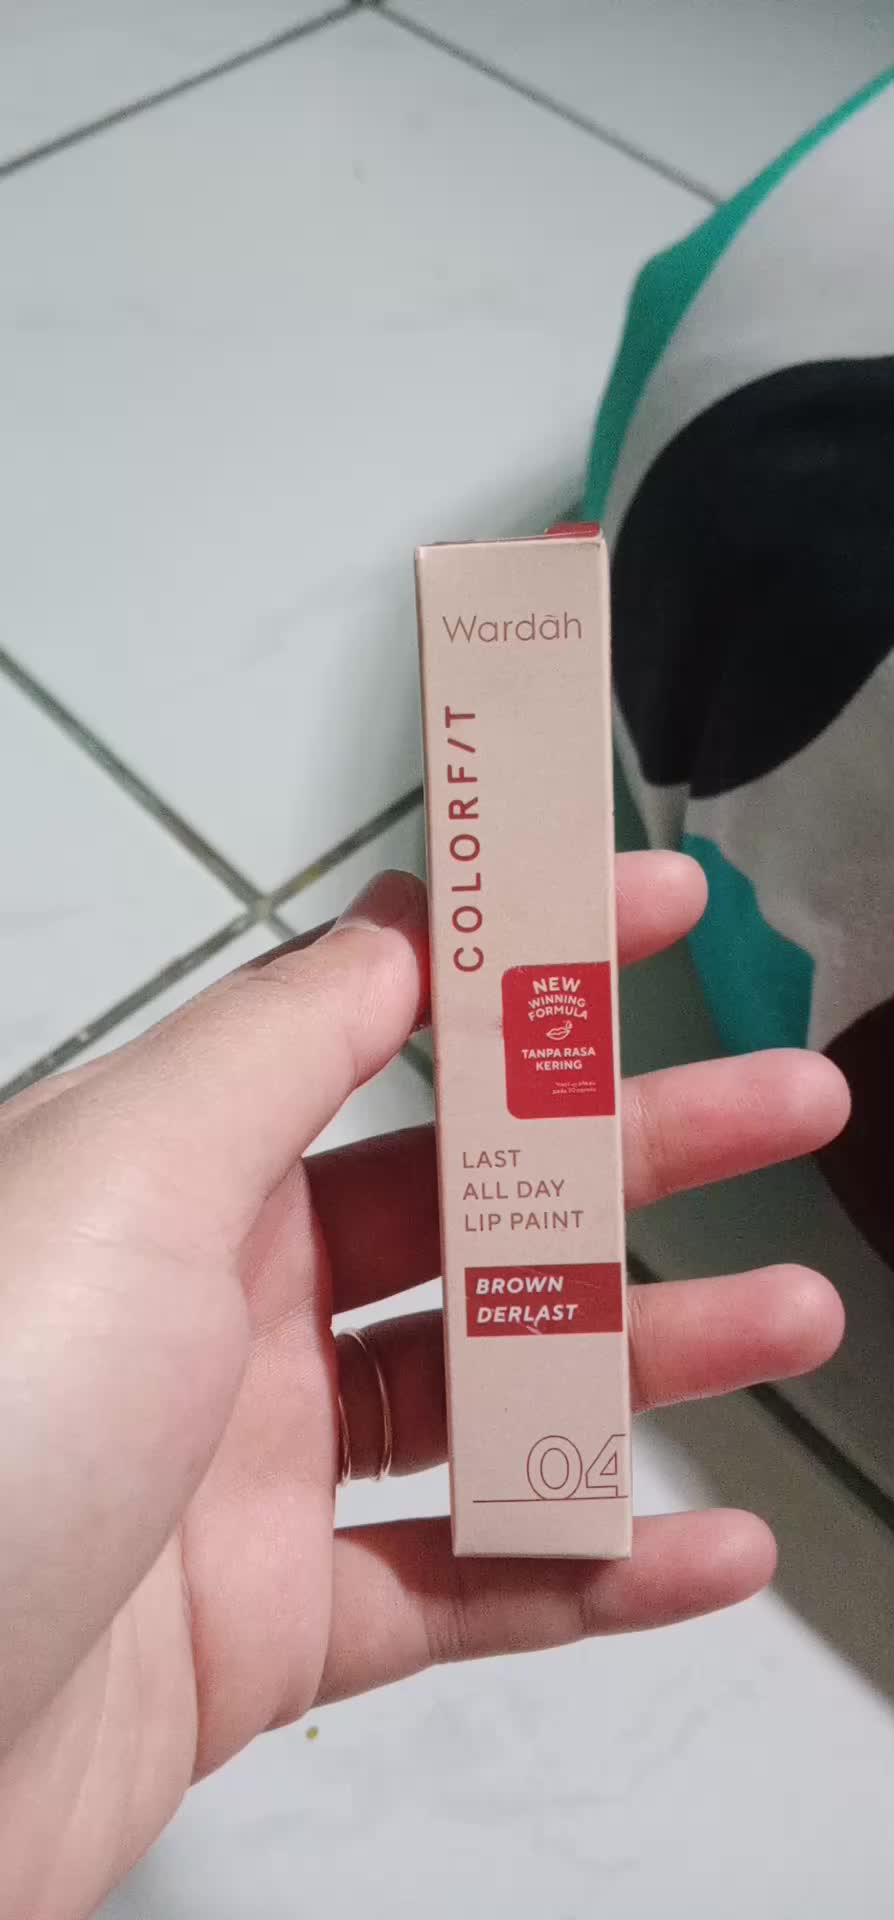 Wardah
COLORF/T
NEW
WINNING
FORMULA
TANPA RASA
KERING
LAST
ALL DAY
LIP PAINT
BROWN
DERLAST
04